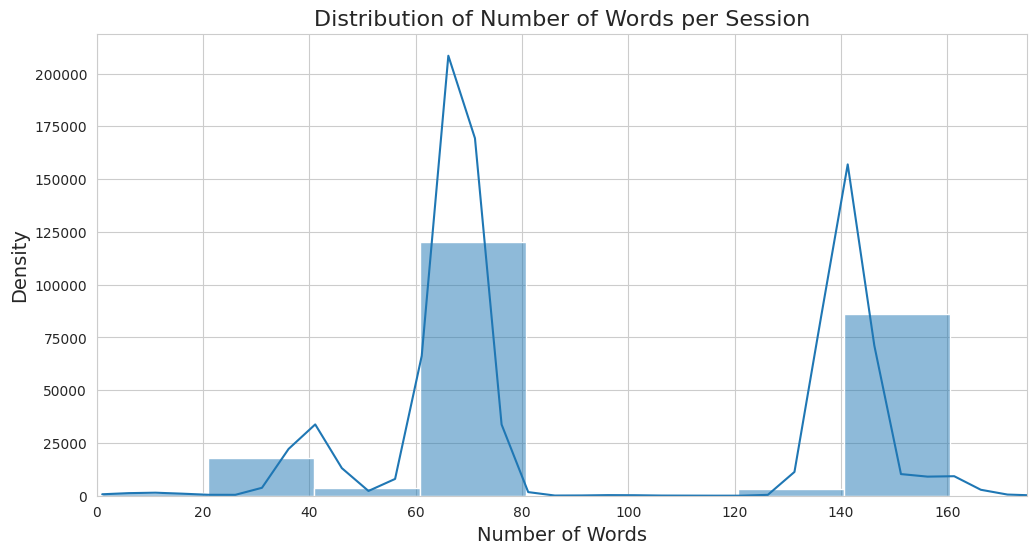 Distribution of Number of Words per Session
200000
175000
150000
125000
100000
75000
50000
25000
0
Density
0 20 40 60 80 100 120 140 160
Number of Words